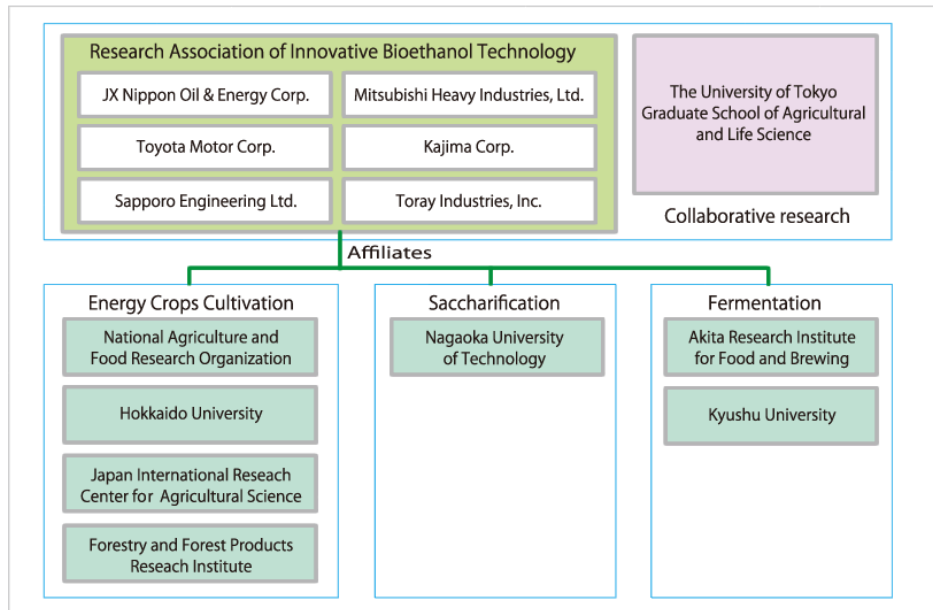 Research Association of Innovative Bioethanol Technology
JX Nippon Oil & Energy Corp.
Mitsubishi Heavy Industries, Ltd.
Toyota Motor Corp.
Kajima Corp.
Sapporo Engineering Ltd.
Toray Industries, Inc.
The University of Tokyo
Graduate School of Agricultural
and Life Science
Collaborative research
Affiliates
Energy Crops Cultivation
National Agriculture and
Food Research Organization
Hokkaido University
Japan International Reseach
Center for Agricultural Science
Forestry and Forest Products
Reseach Institute
Saccharification
Nagaoka University
of Technology
Fermentation
Akita Research Institute
for Food and Brewing
Kyushu University